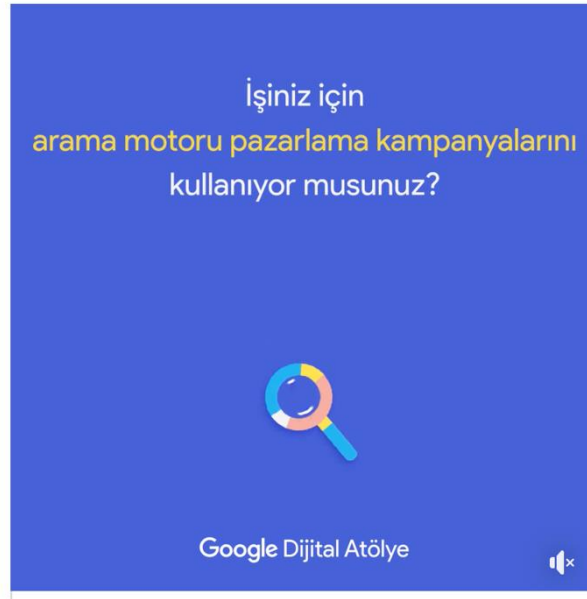 İşiniz için
arama motoru pazarlama kampanyalarını
kullanıyor musunuz?
Google Dijital Atölye